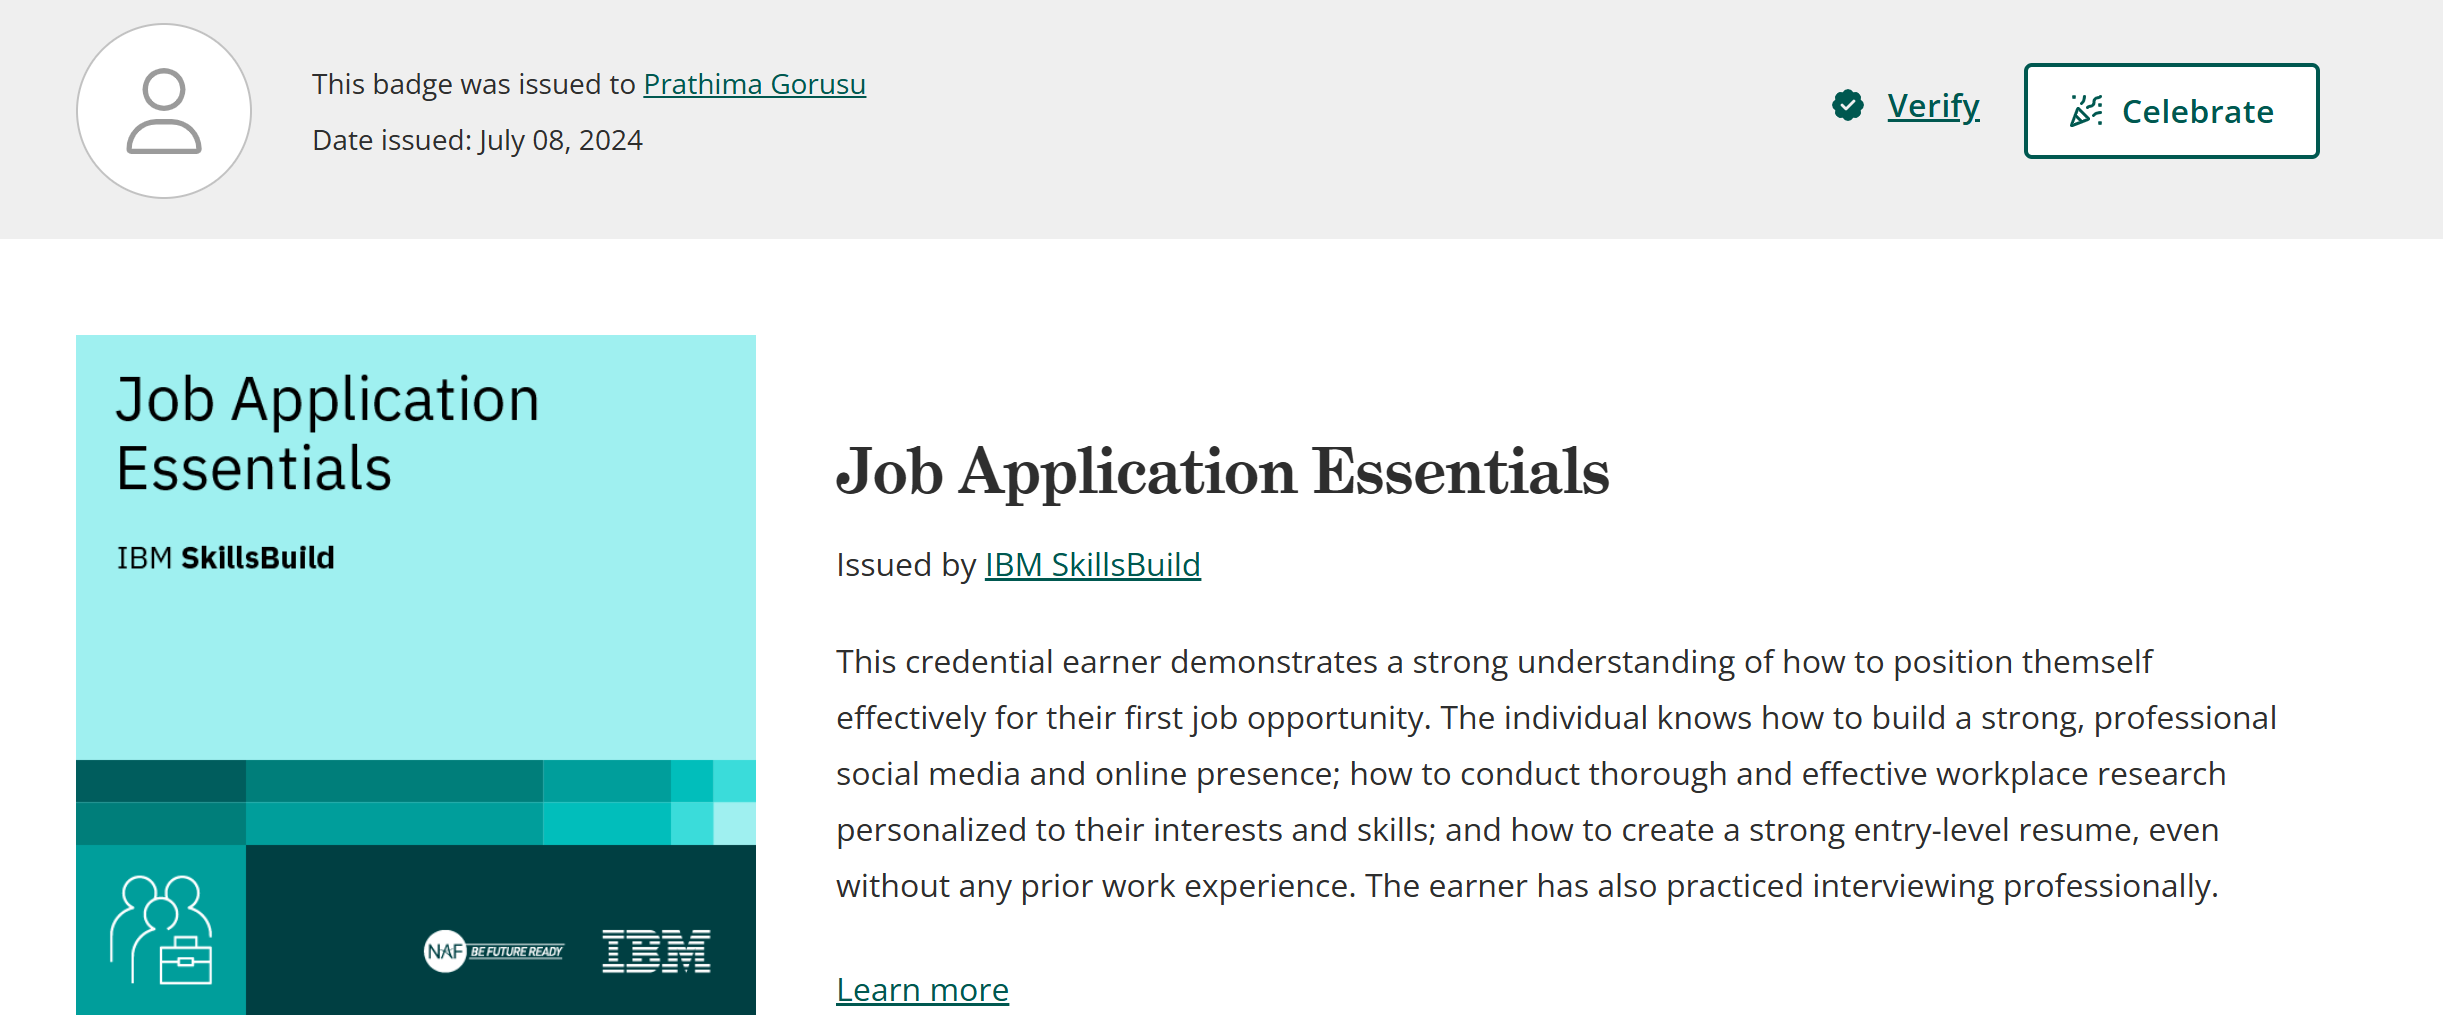 This badge was issued to Prathima Gorusu
Date issued: July 08, 2024
Verify
Celebrate
Job Application
Essentials
IBM SkillsBuild
NAF BE FUTURE READY
IBM
Job Application Essentials
Issued by IBM SkillsBuild
This credential earner demonstrates a strong understanding of how to position themself
effectively for their first job opportunity. The individual knows how to build a strong, professional
social media and online presence; how to conduct thorough and effective workplace research
personalized to their interests and skills; and how to create a strong entry-level resume, even
without any prior work experience. The earner has also practiced interviewing professionally.
Learn more